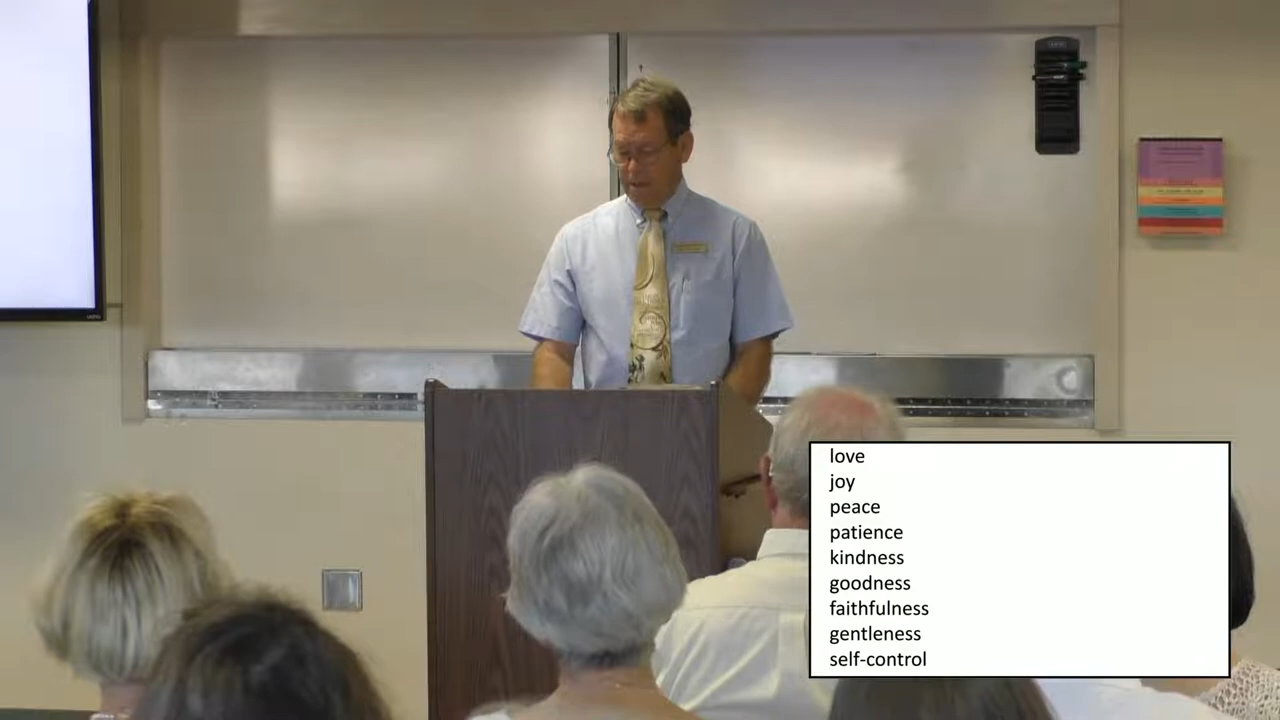 love
joy
peace
patience
kindness
goodness
faithfulness
gentleness
self-control